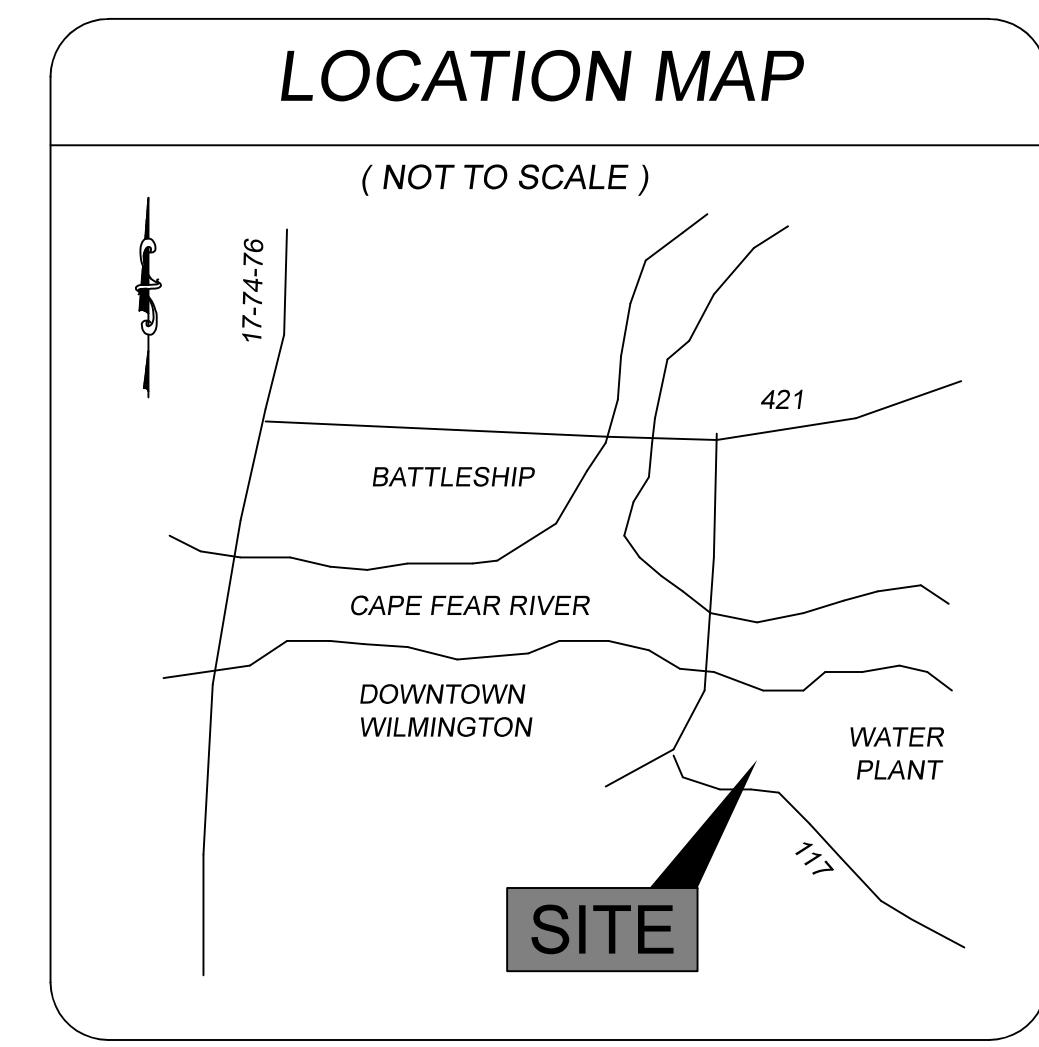 LOCATION MAP
( NOT TO SCALE )
17-74-76
421
BATTLESHIP
CAPE FEAR RIVER
DOWNTOWN
WILMINGTON
WATER
PLANT
117
SITE